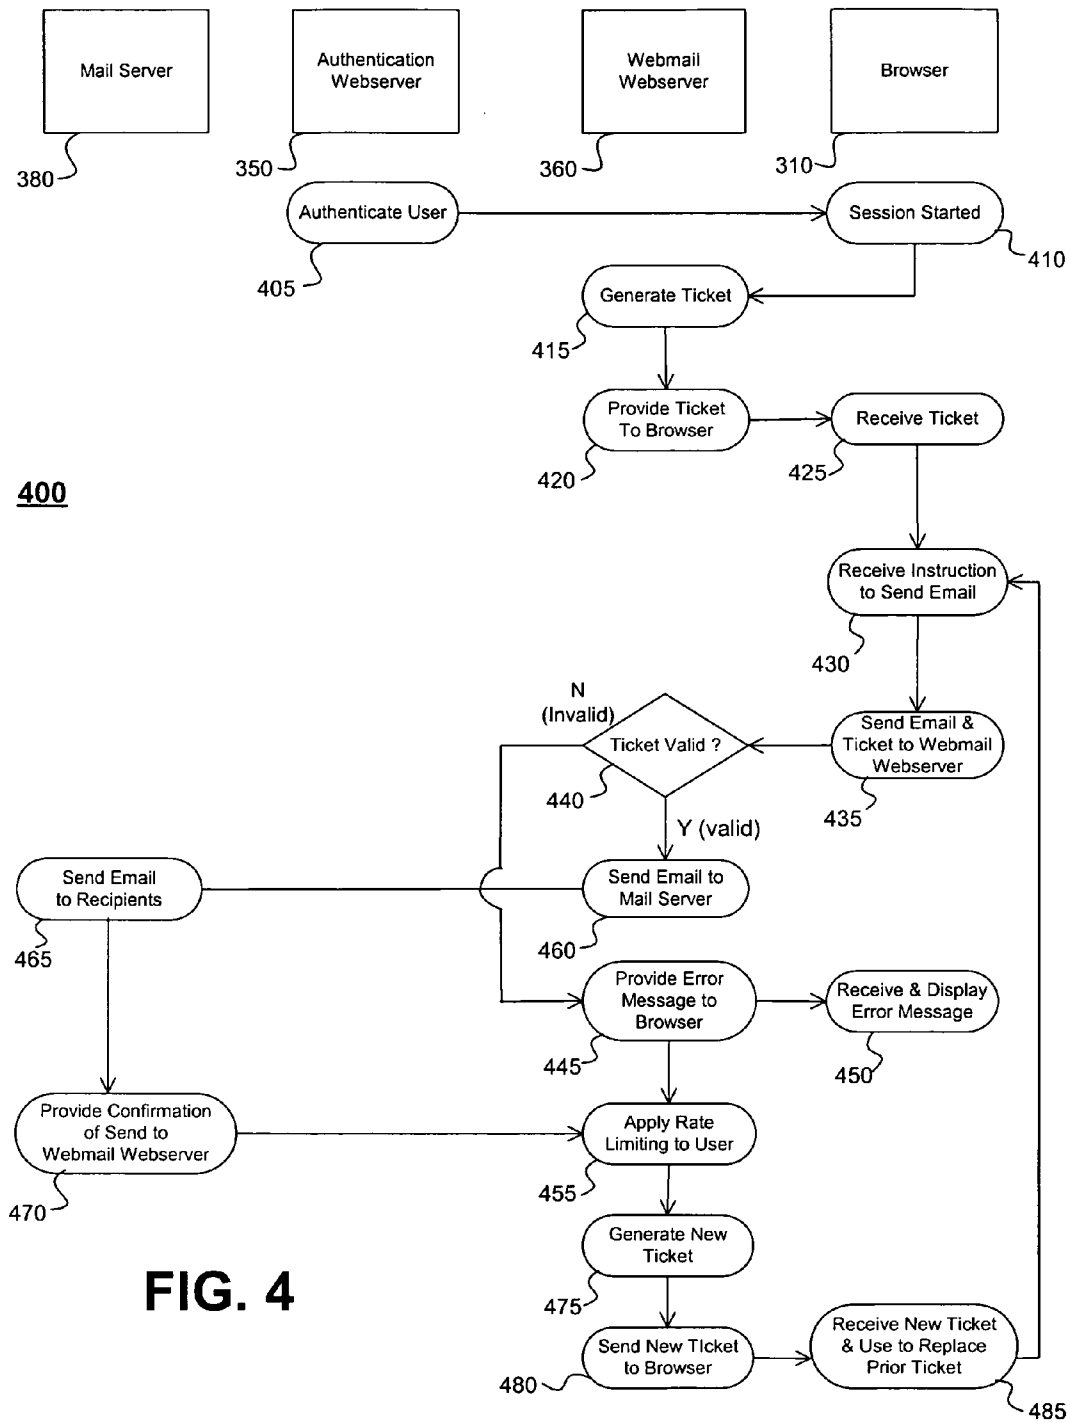 Mail Server
Authentication
Webserver
Webmail
Webserver
Browser
380
350
360
310
Authenticate User
Session Started
405
410
Generate Ticket
415
Provide Ticket
To Browser
Receive Ticket
420
425
400
Receive Instruction
to Send Email
430
N
(Invalid)
Ticket Valid ?
Send Email &
Ticket to Webmail
Webserver
440
435
Y (valid)
Send Email
to Recipients
Send Email to
Mail Server
465
460
Provide Error
Message to
Browser
Receive & Display
Error Message
445
450
Provide Confirmation
of Send to
Webmail Webserver
Apply Rate
Limiting to User
470
455
Generate New
Ticket
475
FIG. 4
Send New TIcket
to Browser
Receive New Ticket
& Use to Replace
Prior Ticket
480
485